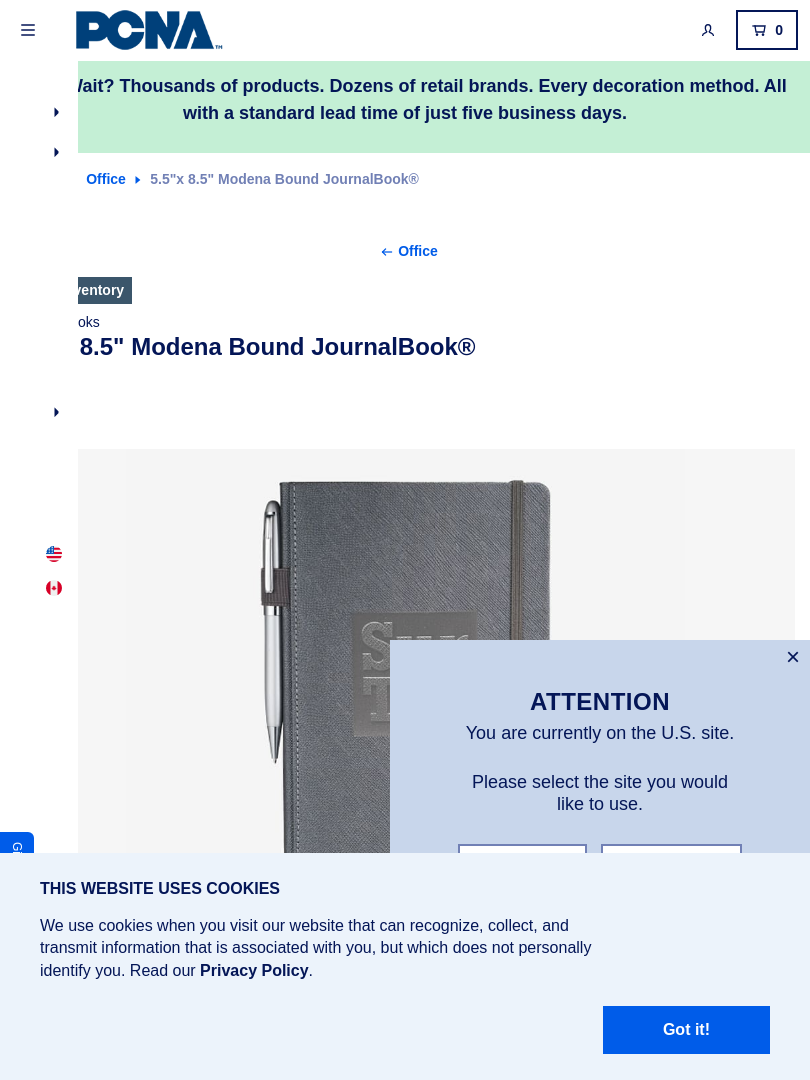 PCNA™
0
Wait? Thousands of products. Dozens of retail brands. Every decoration method. All
with a standard lead time of just five business days.
Office 5.5"x 8.5" Modena Bound JournalBook®
← Office
8.5" Modena Bound JournalBook®
ATTENTION
You are currently on the U.S. site.
Please select the site you would
like to use.
THIS WEBSITE USES COOKIES
We use cookies when you visit our website that can recognize, collect, and
transmit information that is associated with you, but which does not personally
identify you. Read our Privacy Policy.
Got it!